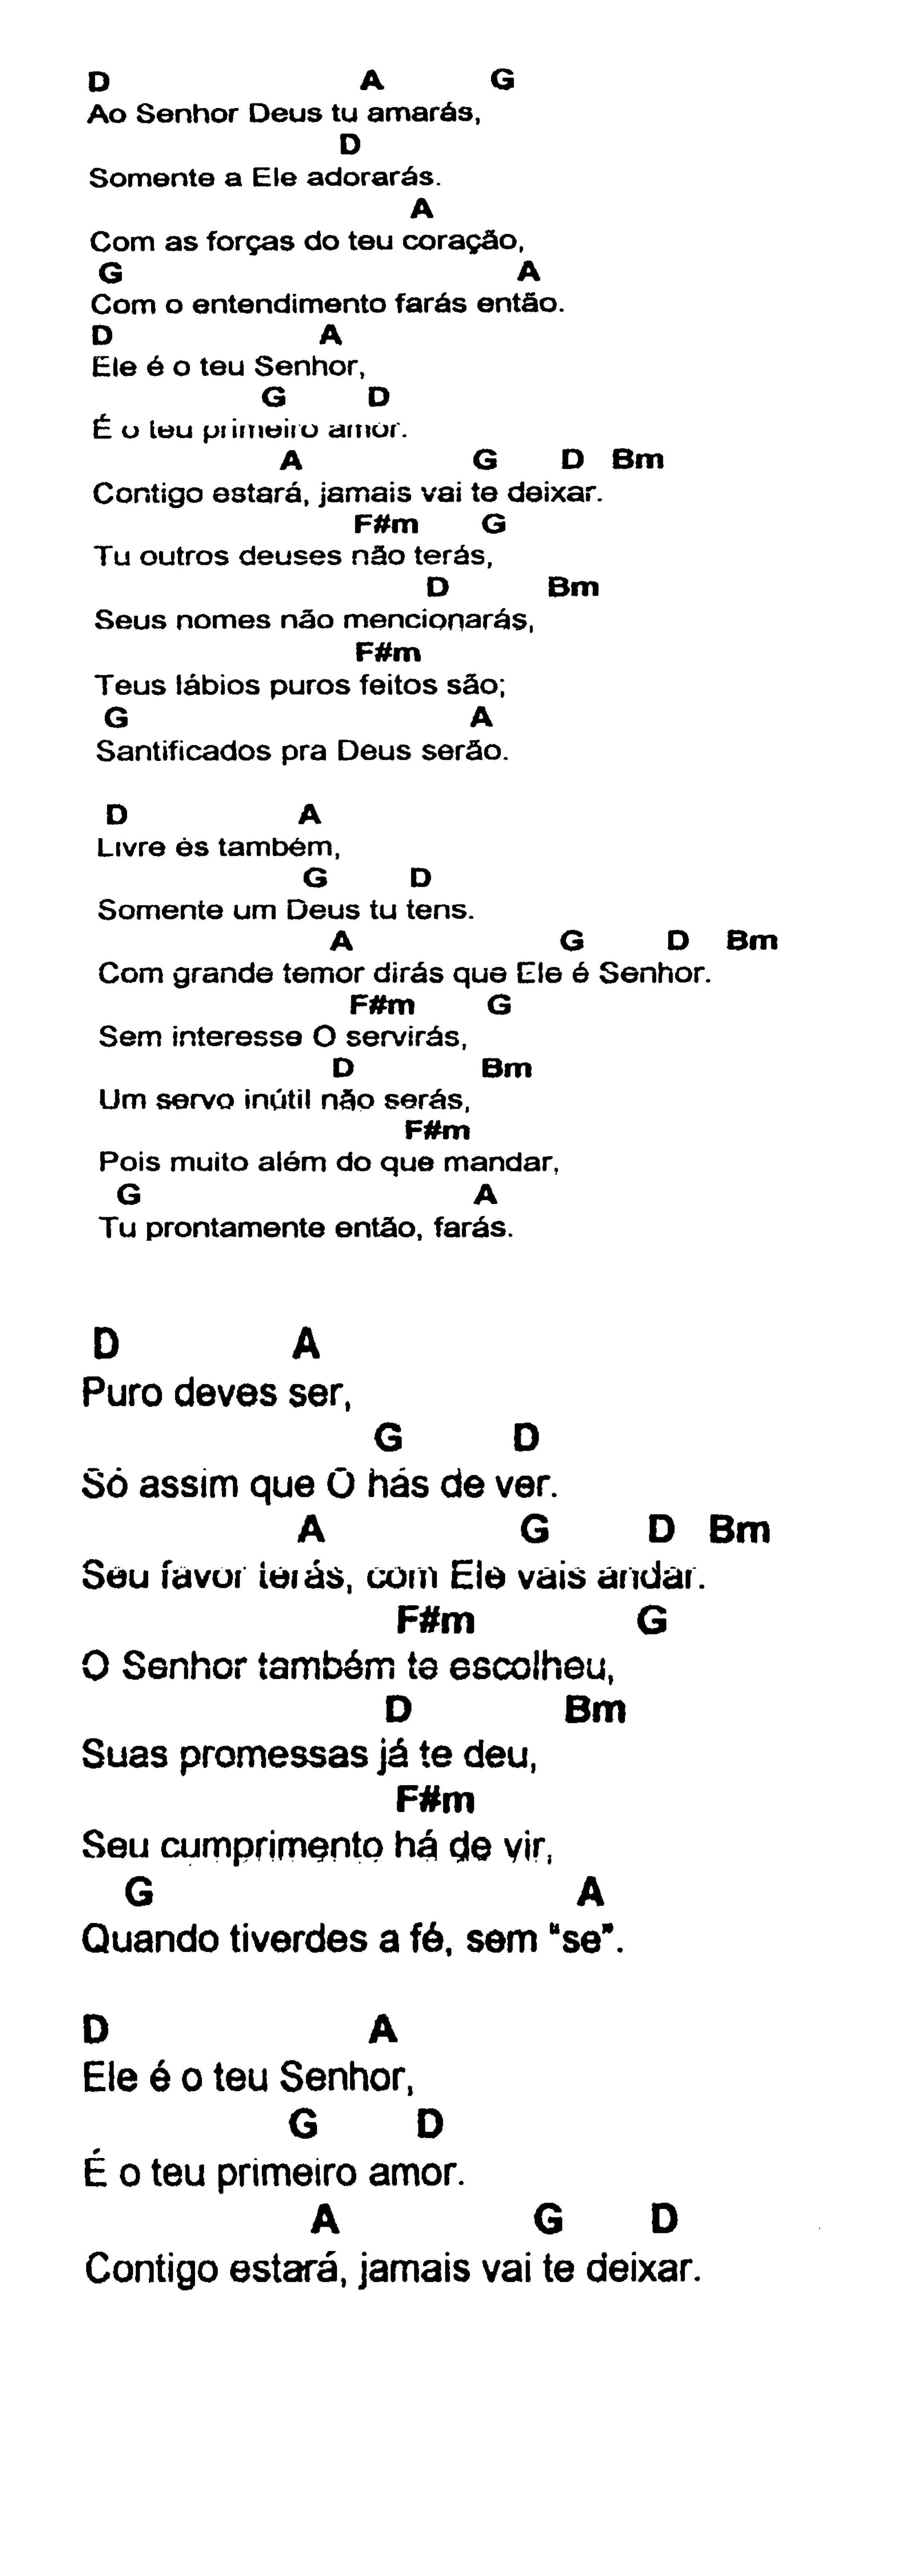 D A G
Ao Senhor Deus tu amarás,
D
Somente a Ele adorarás.
A
Com as forças do teu coração,
G A
Com o entendimento farás então.
D A
Ele é o teu Senhor,
G D
É o teu primeiro amor.
A G D Bm
Contigo estará, jamais vai te deixar.
F#m G
Tu outros deuses não terás,
D Bm
Seus nomes não mencionarás,
F#m
Teus lábios puros feitos são;
G A
Santificados pra Deus serão.
D A
Livre és também,
G D
Somente um Deus tu tens.
A G D Bm
Com grande temor dirás que Ele é Senhor.
F#m G
Sem interesse O servirás,
D Bm
Um servo inútil não serás,
F#m
Pois muito além do que mandar,
G A
Tu prontamente então, farás.
D A
Puro deves ser,
G D
Só assim que O hás de ver.
A G D Bm
Seu favor terás, com Ele vais andar.
F#m G
O Senhor também te escolheu,
D Bm
Suas promessas já te deu,
F#m
Seu cumprimento há de vir,
G A
Quando tiverdes a fé, sem “se”.
D A
Ele é o teu Senhor,
G D
É o teu primeiro amor.
A G D
Contigo estará, jamais vai te deixar.